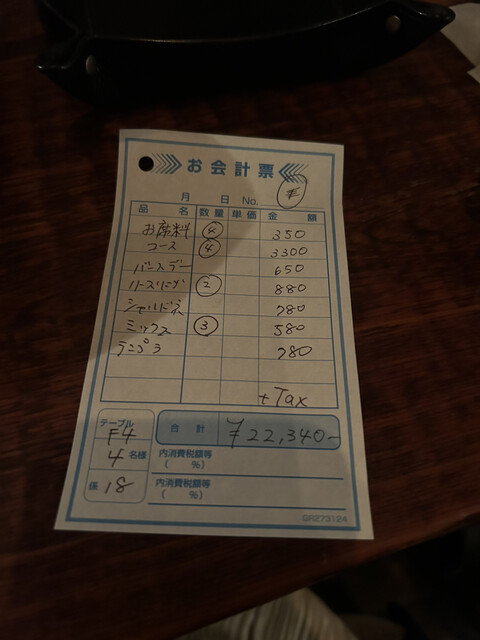 お会計票
月 日 No.
品 名 数量 単価 金 額
お席料 4 350
コース 4 3300
バースデー 650
ハースリーフ 2 880
シャルドネ 780
ミックス 3 580
テンプラ 780
+Tax
テーブル F4
合計 ¥22,340-
4 名様
内消費税額等
( %)
係 18
内消費税額等
( %)
GR273124